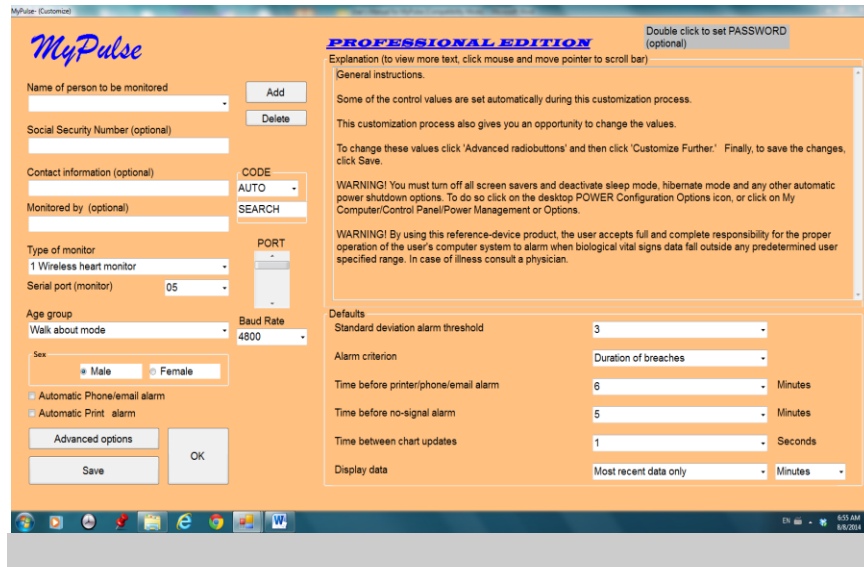 MyPulse- (Customize)
MyPulse
PROFESSIONAL EDITION
Double click to set PASSWORD
(optional)
Name of person to be monitored
Add
Delete
Social Security Number (optional)
Contact information (optional)
CODE
AUTO
Monitored by (optional)
SEARCH
Type of monitor
1 Wireless heart monitor
PORT
Serial port (monitor)
05
Age group
Walk about mode
Baud Rate
4800
Sex
Male
Female
Automatic Phone/email alarm
Automatic Print alarm
Advanced options
OK
Save
Explanation (to view more text, click mouse and move pointer to scroll bar)
General instructions.
Some of the control values are set automatically during this customization process.
This customization process also gives you an opportunity to change the values.
To change these values click 'Advanced radiobuttons' and then click 'Customize Further.' Finally, to save the changes,
click Save.
WARNING! You must turn off all screen savers and deactivate sleep mode, hibernate mode and any other automatic
power shutdown options. To do so click on the desktop POWER Configuration Options icon, or click on My
Computer/Control Panel/Power Management or Options.
WARNING! By using this reference-device product, the user accepts full and complete responsibility for the proper
operation of the user's computer system to alarm when biological vital signs data fall outside any predetermined user
specified range. In case of illness consult a physician.
Defaults
Standard deviation alarm threshold
3
Alarm criterion
Duration of breaches
Time before printer/phone/email alarm
6
Minutes
Time before no-signal alarm
5
Minutes
Time between chart updates
1
Seconds
Display data
Most recent data only
Minutes
EN
6:55 AM
8/8/2014